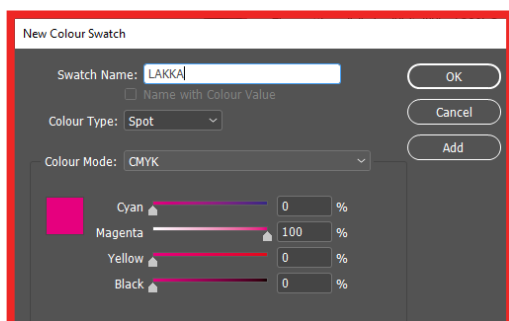 New Colour Swatch
Swatch Name: LAKKA
OK
Name with Colour Value
Colour Type: Spot
Cancel
Colour Mode: CMYK
Add
Cyan 0 %
Magenta 100 %
Yellow 0 %
Black 0 %